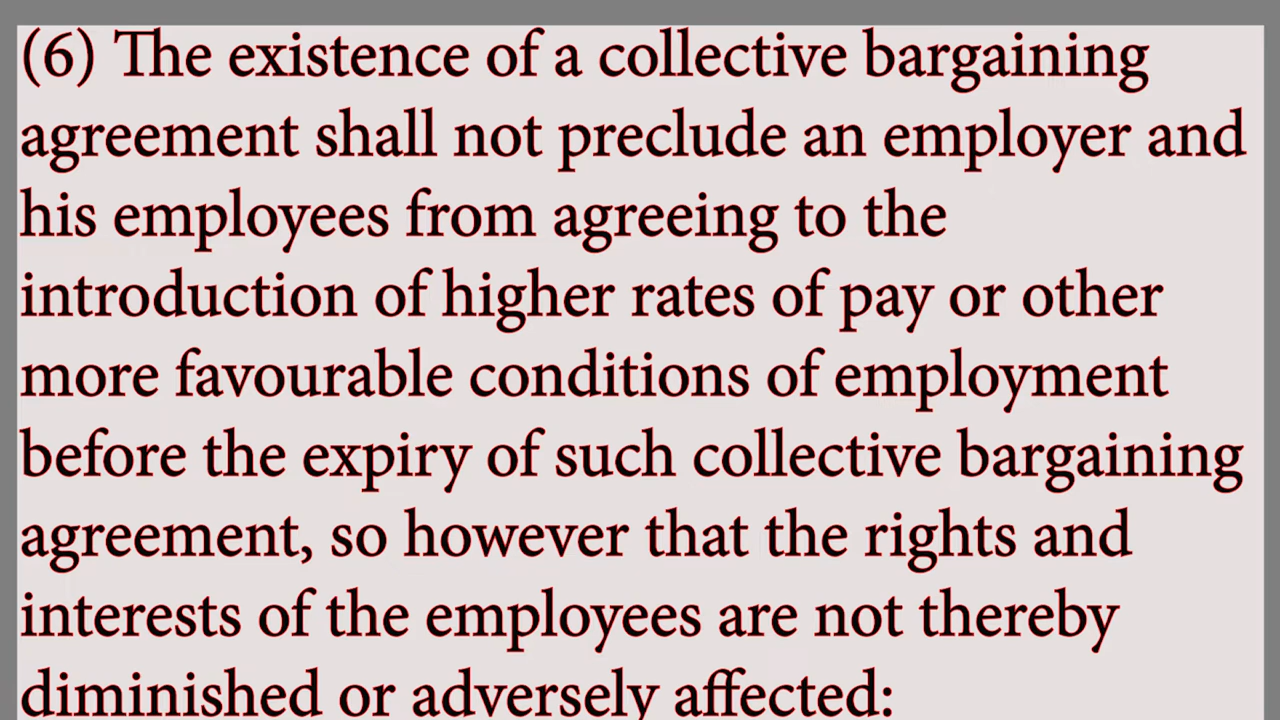 (6) The existence of a collective bargaining
agreement shall not preclude an employer and
his employees from agreeing to the
introduction of higher rates of pay or other
more favourable conditions of employment
before the expiry of such collective bargaining
agreement, so however that the rights and
interests of the employees are not thereby
diminished or adversely affected: